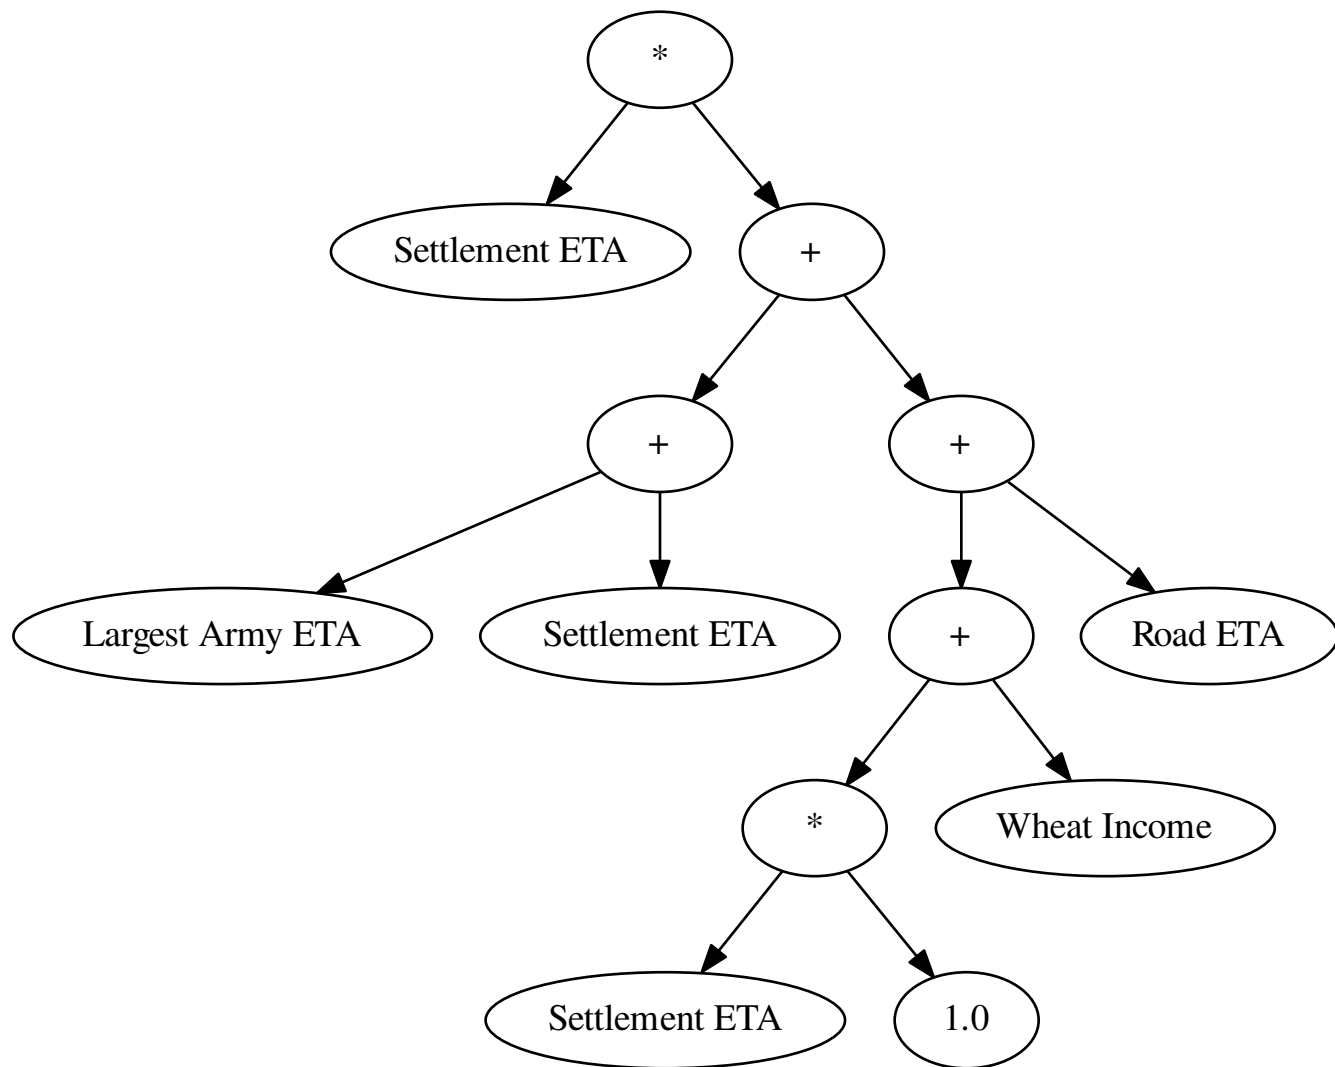 *
Settlement ETA
+
+
+
Largest Army ETA
Settlement ETA
+
Road ETA
*
Wheat Income
Settlement ETA
1.0